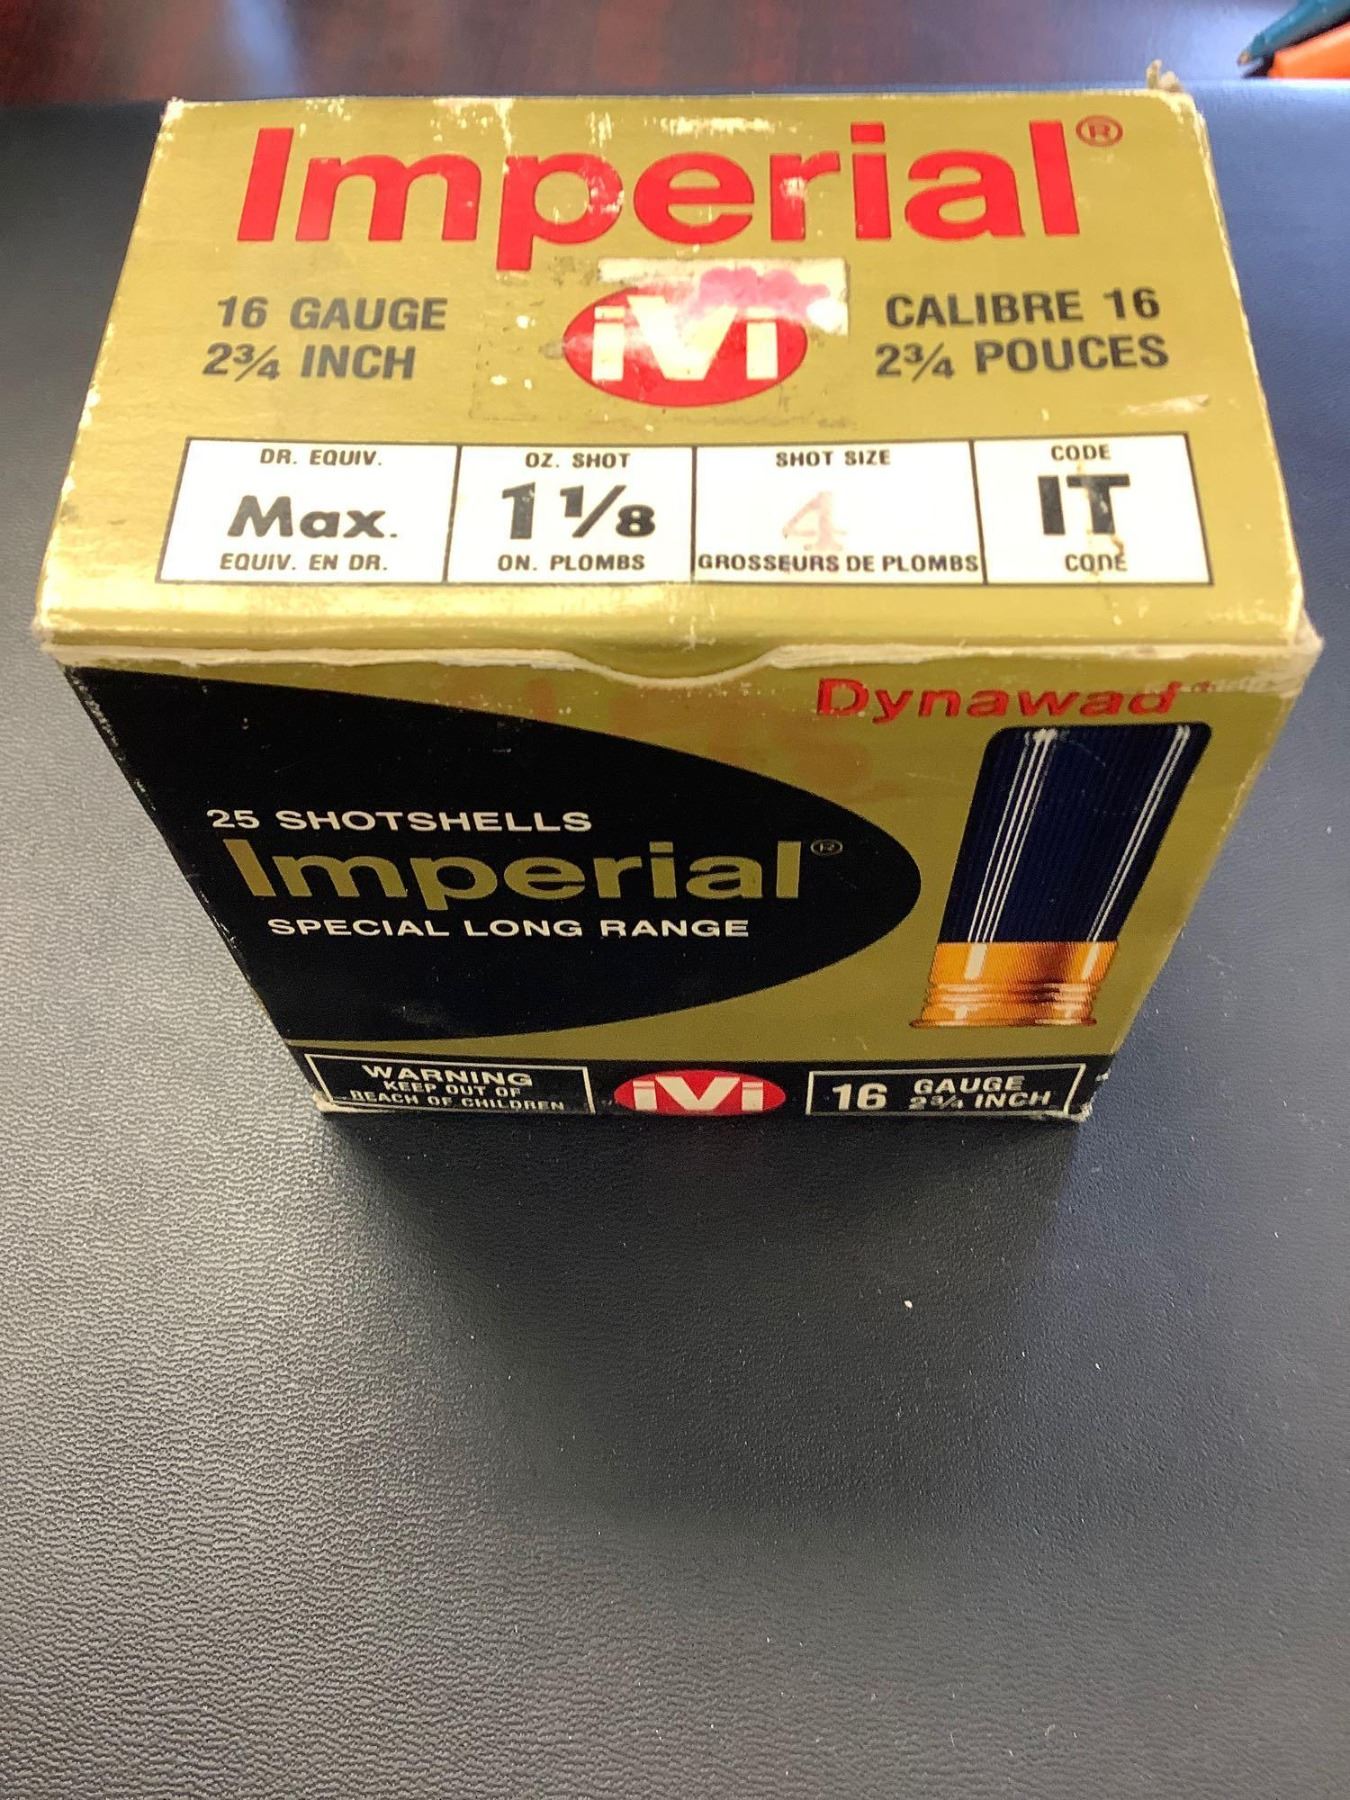 Imperial®
16 GAUGE
2¾ INCH
iVi
CALIBRE 16
2¾ POUCES
DR. EQUIV.
Max.
EQUIV. EN DR.
OZ. SHOT
1 1/8
ON. PLOMBS
SHOT SIZE
4
GROSSEURS DE PLOMBS
CODE
IT
CODE
Dynawad
25 SHOTSHELLS
Imperial®
SPECIAL LONG RANGE
WARNING
KEEP OUT OF
REACH OF CHILDREN
iVi
16 GAUGE
2¾ INCH